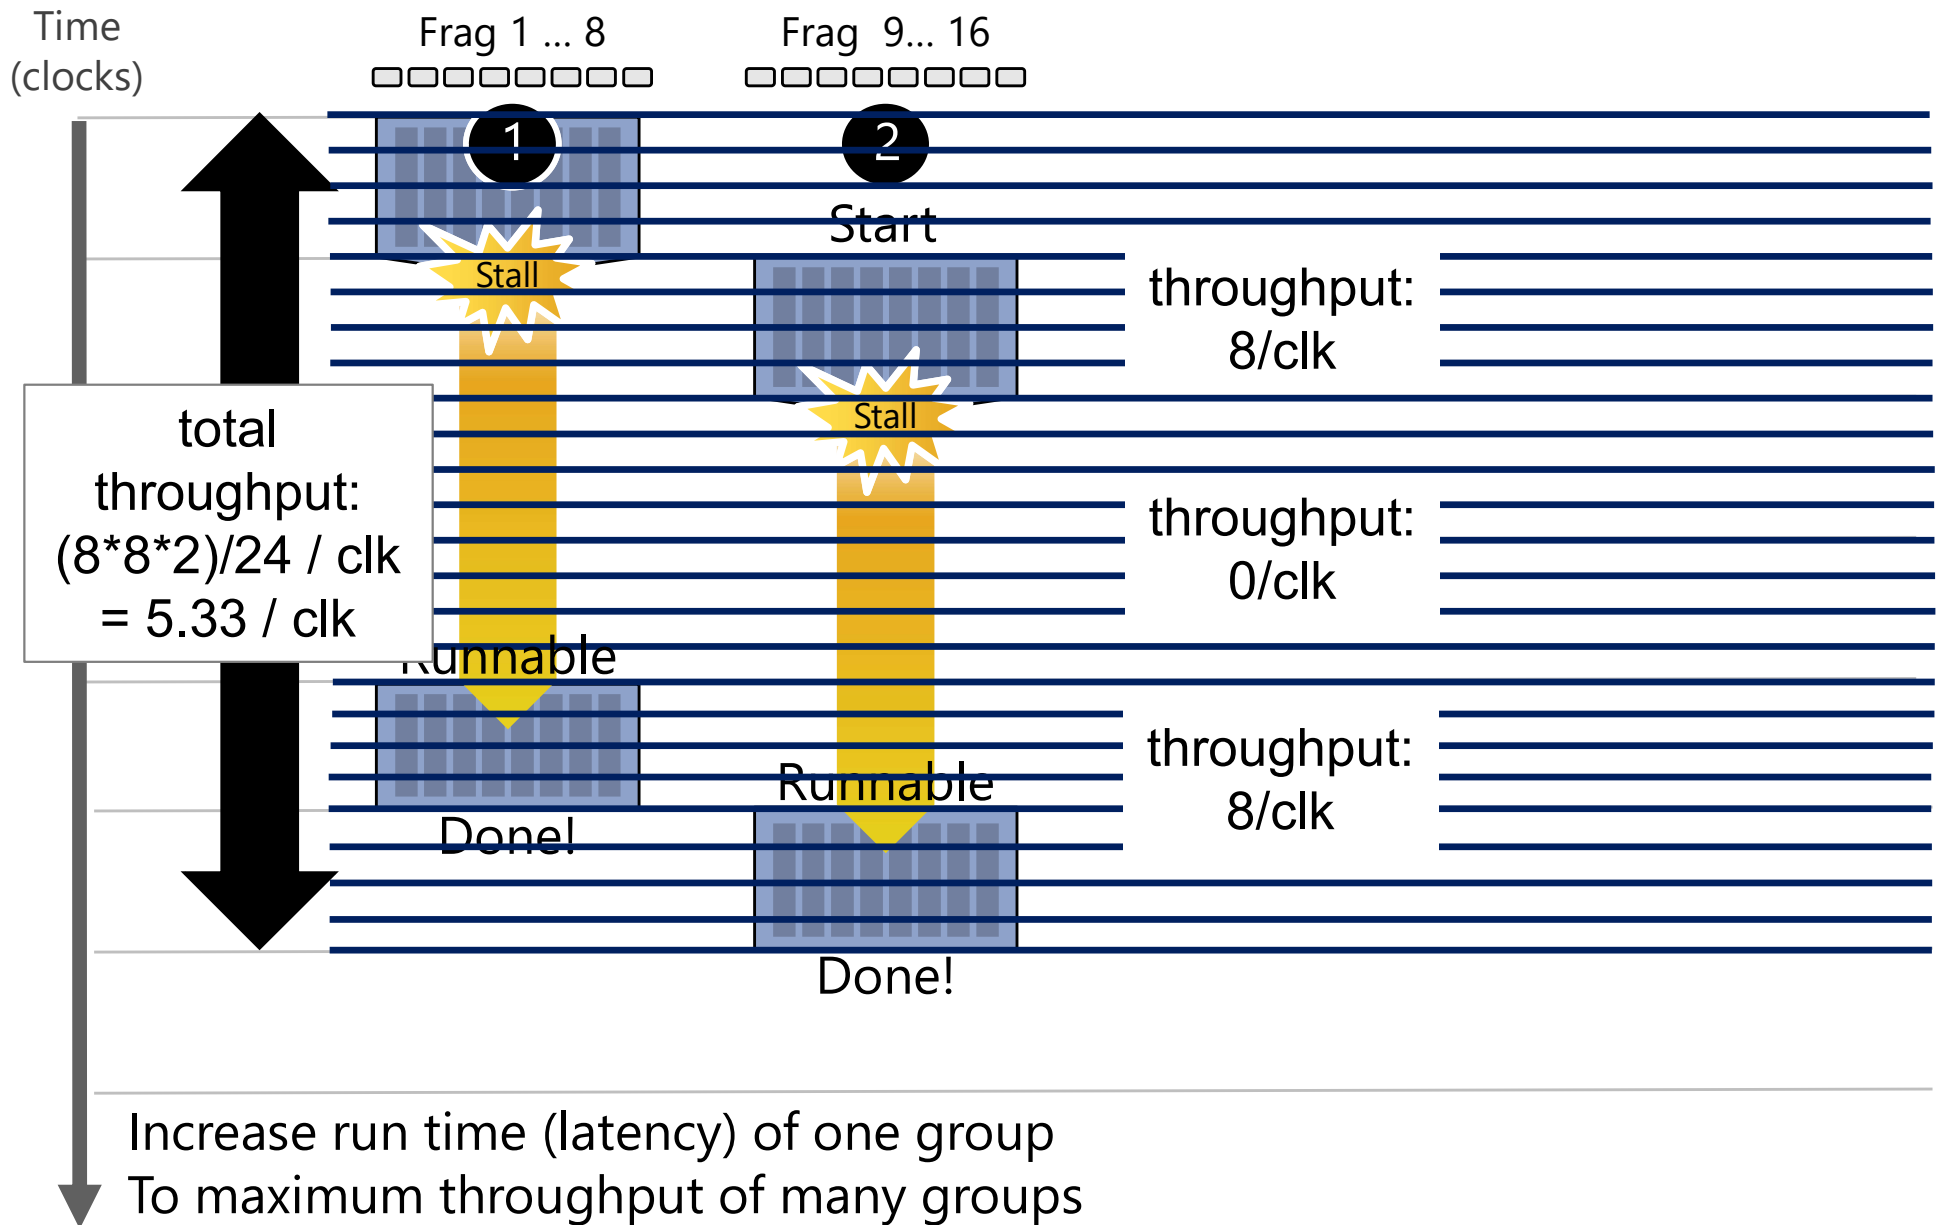 Time
(clocks)
Frag 1 ... 8
Frag  9... 16
1
2
Start
Stall
throughput:
8/clk
Stall
total
throughput:
(8*8*2)/24 / clk
= 5.33 / clk
throughput:
0/clk
Runnable
throughput:
8/clk
Runnable
Done!
Done!
Increase run time (latency) of one group
To maximum throughput of many groups